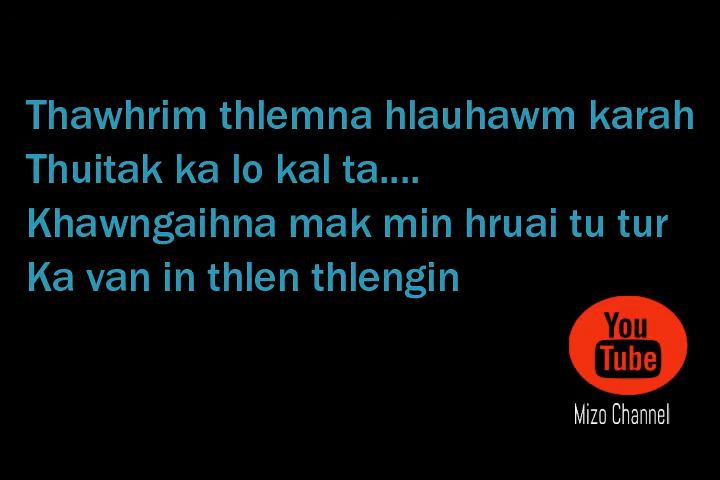 Thawhrim thlemna hlauhawm karah
Thuitak ka lo kal ta....
Khawngaihna mak min hruai tu tur
Ka van in thlen thlengin
You
Tube
Mizo Channel